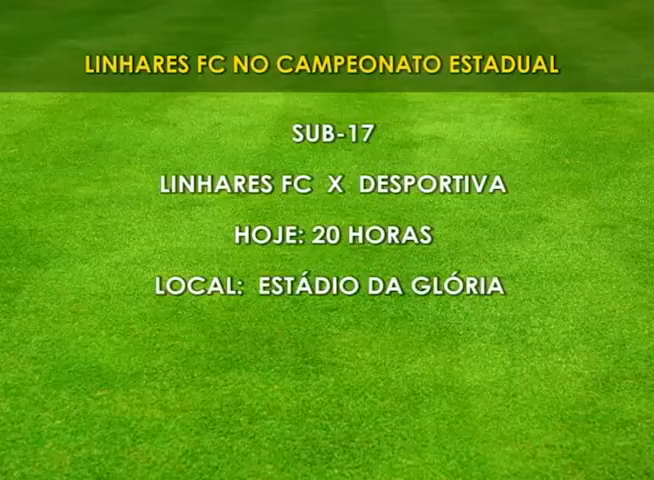 LINHARES FC NO CAMPEONATO ESTADUAL
SUB-17
LINHARES FC X DESPORTIVA
HOJE: 20 HORAS
LOCAL: ESTÁDIO DA GLÓRIA